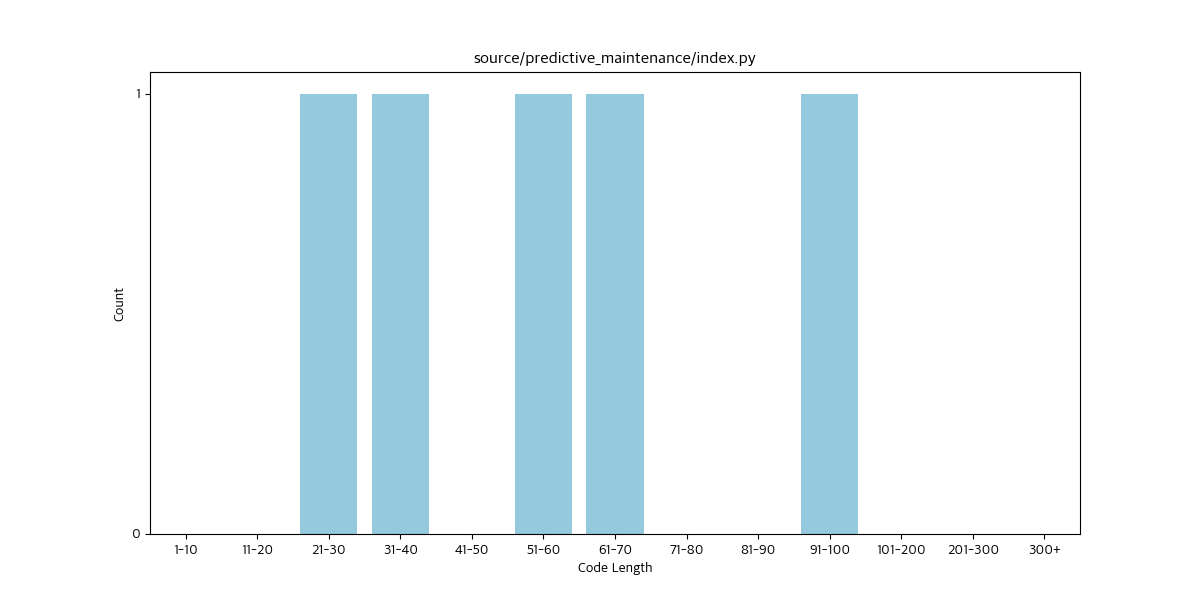 source/predictive_maintenance/index.py
1
Count
0
1-10 11-20 21-30 31-40 41-50 51-60 61-70 71-80 81-90 91-100 101-200 201-300 300+
Code Length